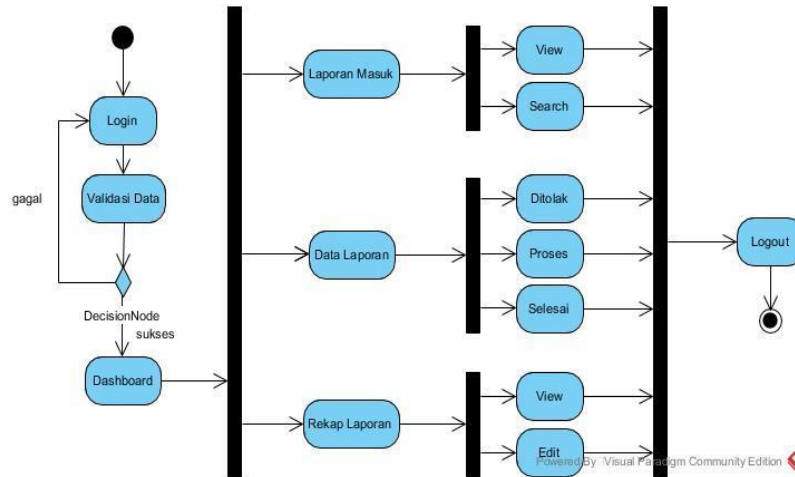 Login
Validasi Data
gagal
DecisionNode
sukses
Dashboard
Laporan Masuk
View
Search
Data Laporan
Ditolak
Proses
Selesai
Rekap Laporan
View
Edit
Logout
Powered By Visual Paradigm Community Edition